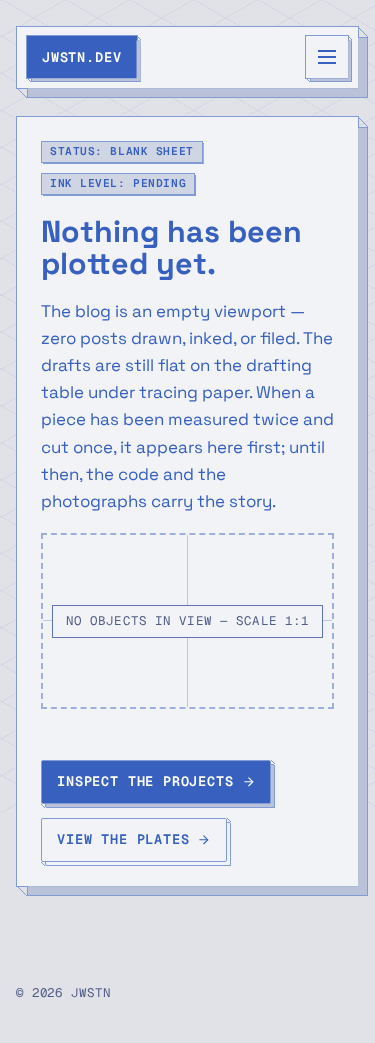 JWSTN.DEV
STATUS: BLANK SHEET
INK LEVEL: PENDING
Nothing has been
plotted yet.
The blog is an empty viewport —
zero posts drawn, inked, or filed. The
drafts are still flat on the drafting
table under tracing paper. When a
piece has been measured twice and
cut once, it appears here first; until
then, the code and the
photographs carry the story.
NO OBJECTS IN VIEW — SCALE 1:1
INSPECT THE PROJECTS →
VIEW THE PLATES →
© 2026 JWSTN